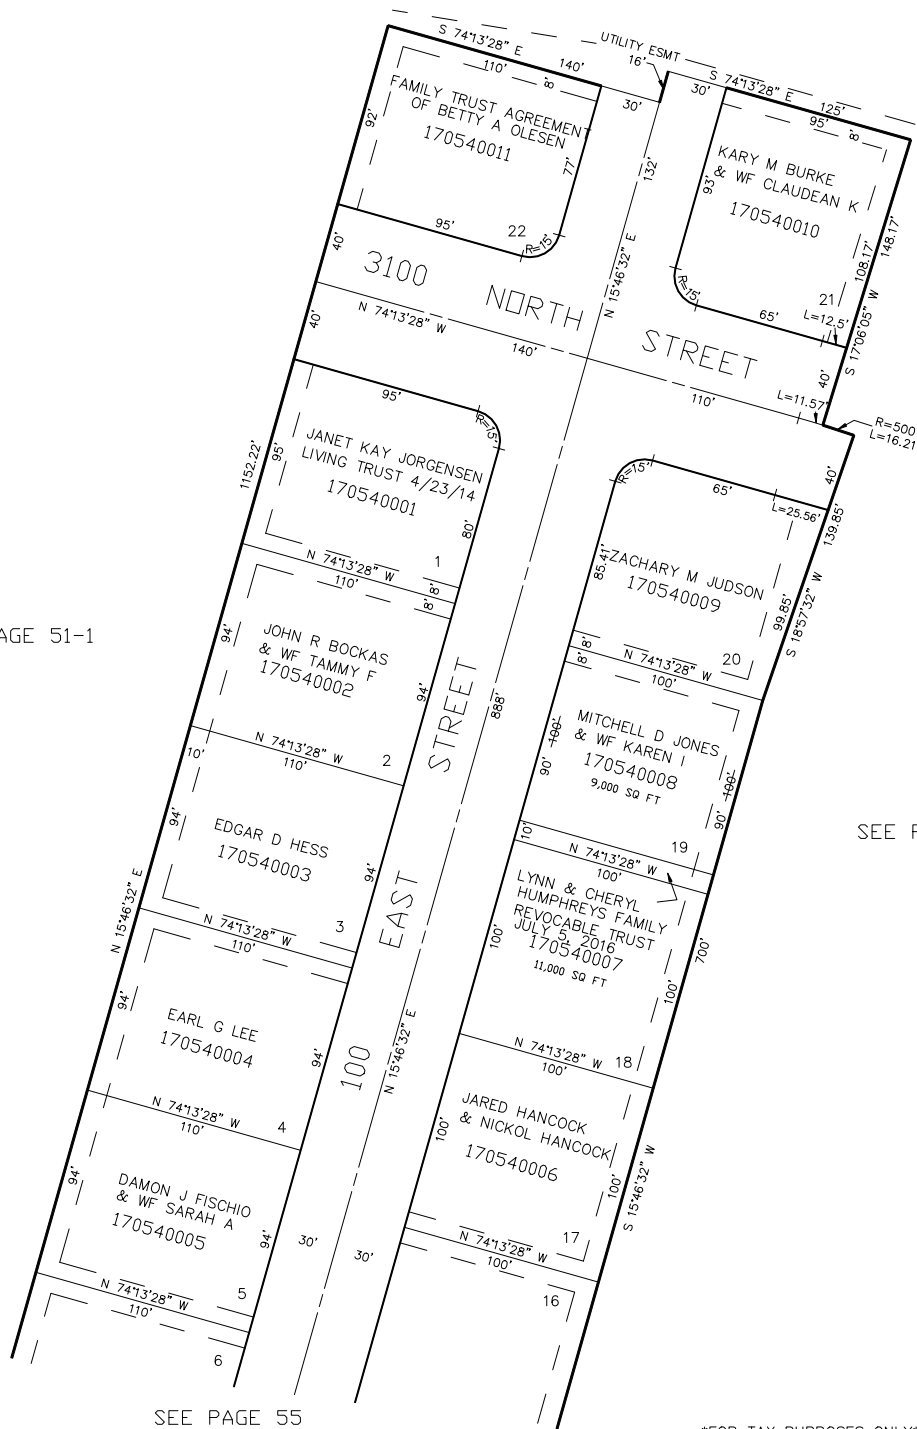 UTILITY ESMT
16'
S 74°13'28" E
110'
140'
8'
30'
30'
S 74°13'28" E
125'
95'
8'
FAMILY TRUST AGREEMENT
OF BETTY A OLESEN
170540011
92'
77'
132'
93'
KARY M BURKE
& WF CLAUDEAN K
170540010
148.17'
108.17'
95'
22
R=15'
N 15°46'32" E
R=15'
65'
21
L=12.5'
S 17°06'05" W
40'
40'
3100
NORTH
STREET
N 74°13'28" W
140'
110'
40'
L=11.57'
R=500
L=16.21
40'
95'
R=15'
JANET KAY JORGENSEN
LIVING TRUST 4/23/14
170540001
95'
1152.22'
80'
R=15'
65'
L=25.56'
139.85'
85.41'
ZACHARY M JUDSON
170540009
99.85'
S 18°57'32" W
N 74°13'28" W
110'
1
8'
8'
AGE 51-1
94'
JOHN R BOCKAS
& WF TAMMY F
170540002
94'
8'
8'
N 74°13'28" W
100'
20
STREET
888'
MITCHELL D JONES
& WF KAREN I
170540008
9,000 SQ FT
100'
90'
100'
90'
N 74°13'28" W
110'
2
10'
94'
EDGAR D HESS
170540003
94'
SEE P
10'
N 74°13'28" W
100'
19
LYNN & CHERYL
HUMPHREYS FAMILY
REVOCABLE TRUST
JULY 5, 2016
170540007
11,000 SQ FT
100'
100'
700'
EAST
N 15°46'32" E
N 74°13'28" W
110'
3
94'
EARL G LEE
170540004
94'
100
N 15°46'32" E
N 74°13'28" W
100'
18
N 74°13'28" W
110'
4
JARED HANCOCK
& NICKOL HANCOCK
170540006
100'
100'
S 15°46'32" W
94'
DAMON J FISCHIO
& WF SARAH A
170540005
94'
30'
30'
N 74°13'28" W
100'
17
N 74°13'28" W
110'
5
16
6
SEE PAGE 55
*FOR TAX PURPOSES ONLY*